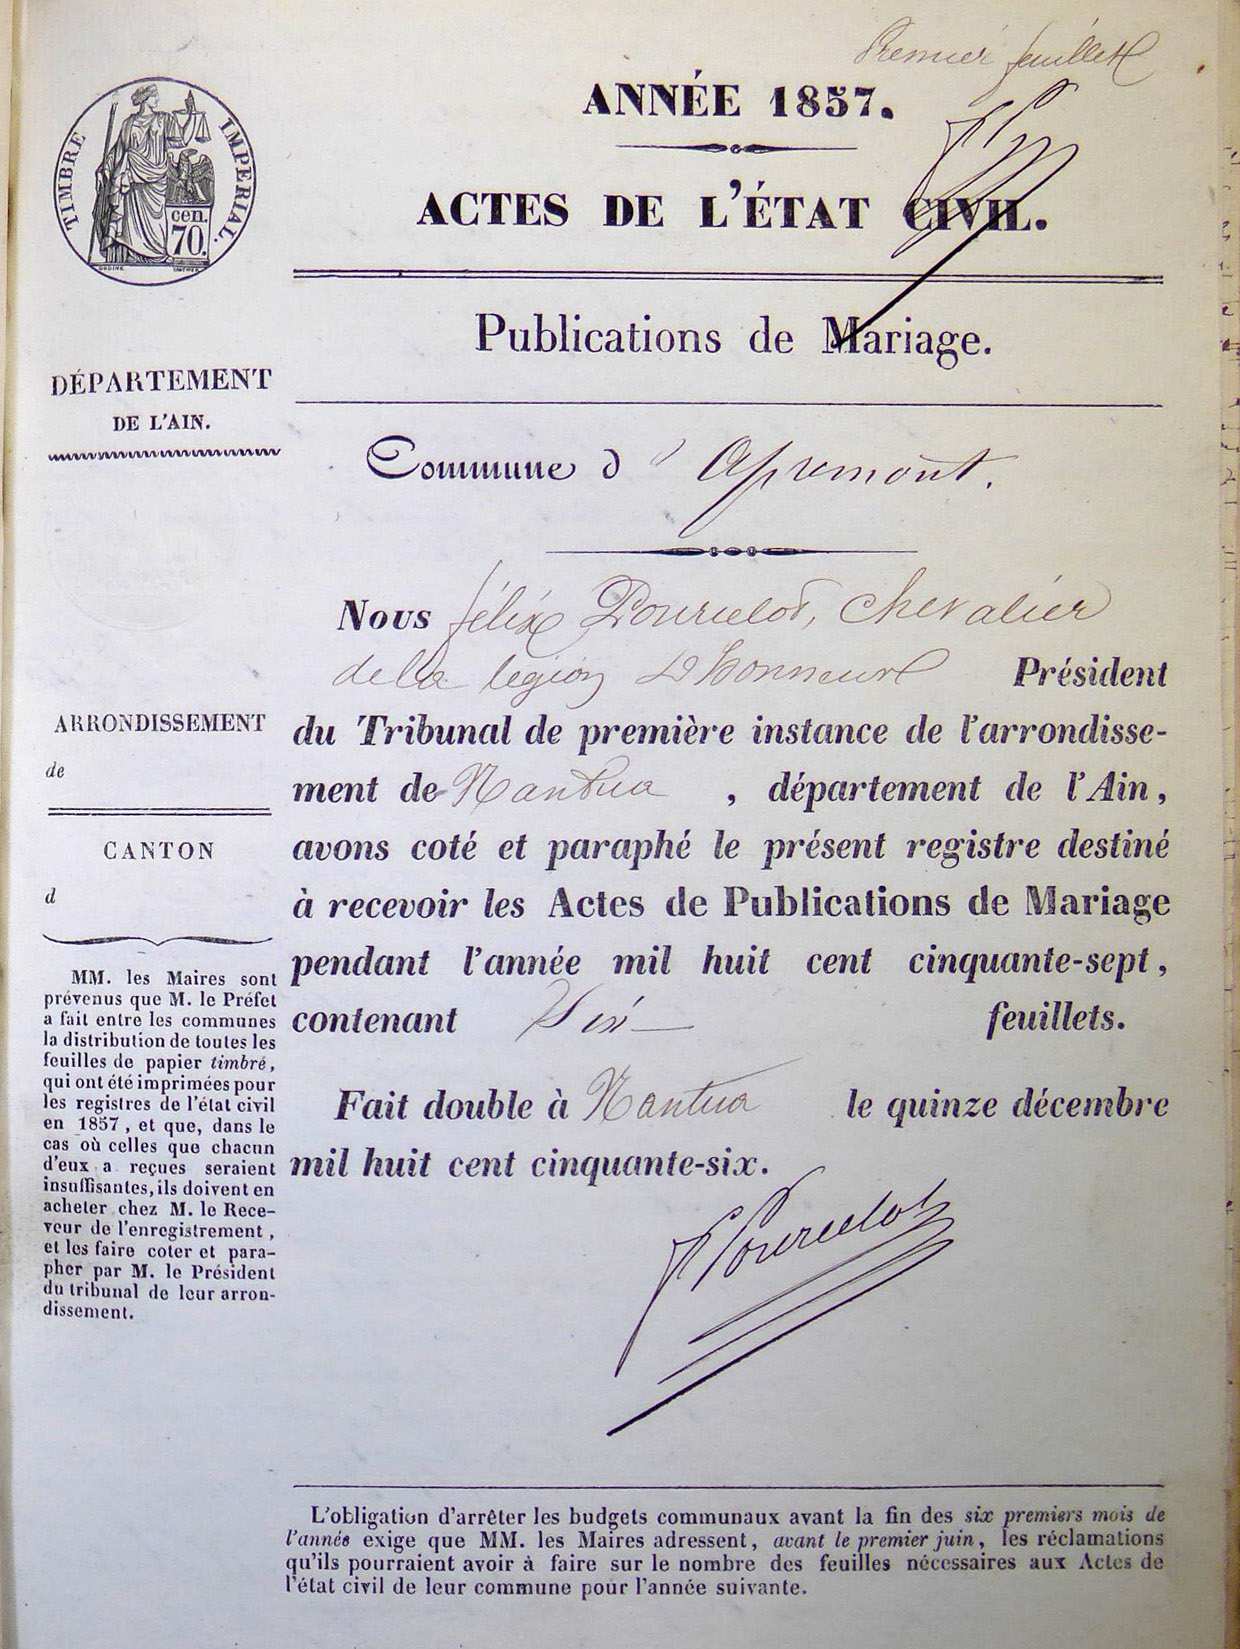 Premier feuillet
ANNÉE 1857.
ACTES DE L'ÉTAT CIVIL.
Publications de Mariage.
TIMBRE IMPÉRIAL.
cen.
70.
DÉPARTEMENT
DE L'AIN.
Commune d'Apremont.
Nous félix Pourcelot, Chevalier
de la légion D'honneur Président
du Tribunal de première instance de l'arrondisse-
ment de Nantua, département de l'Ain,
avons coté et paraphé le présent registre destiné
à recevoir les Actes de Publications de Mariage
pendant l'année mil huit cent cinquante-sept,
contenant Six feuillets.
Fait double à Nantua le quinze décembre
mil huit cent cinquante-six.
F Pourcelot
ARRONDISSEMENT
de
CANTON
d
MM. les Maires sont
prévenus que M. le Préfet
a fait entre les communes
la distribution de toutes les
feuilles de papier timbré,
qui ont été imprimées pour
les registres de l'état civil
en 1857, et que, dans le
cas où celles que chacun
d'eux a reçues seraient
insuffisantes, ils doivent en
acheter chez M. le Rece-
veur de l'enregistrement,
et les faire coter et para-
pher par M. le Président
du tribunal de leur arron-
dissement.
L'obligation d'arrêter les budgets communaux avant la fin des six premiers mois de
l'année exige que MM. les Maires adressent, avant le premier juin, les réclamations
qu'ils pourraient avoir à faire sur le nombre des feuilles nécessaires aux Actes de
l'état civil de leur commune pour l'année suivante.